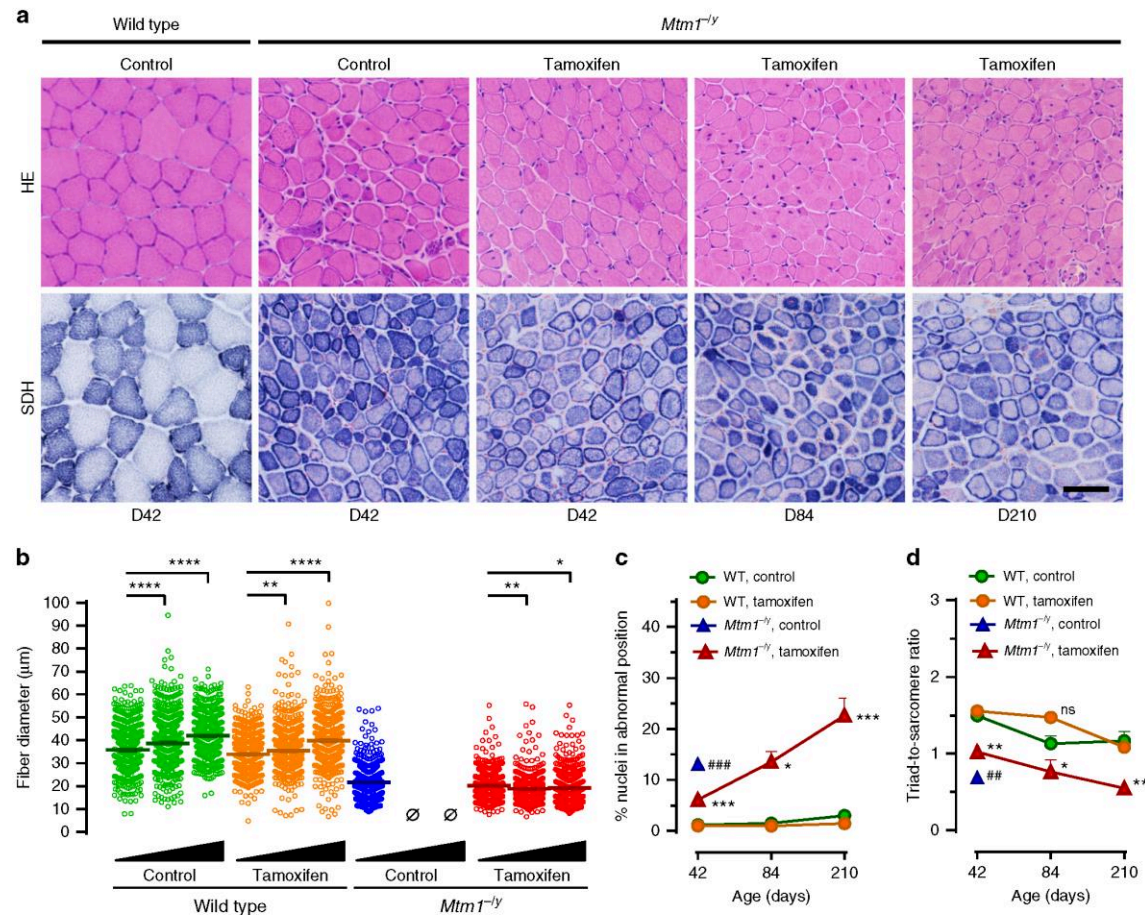 a
Wild type
Mtm1⁻/ʸ
Control
Control
Tamoxifen
Tamoxifen
Tamoxifen
HE
SDH
D42
D42
D42
D84
D210
b
****
****
****
**
*
**
Fiber diameter (µm)
100
90
80
70
60
50
40
30
20
10
0
Ø
Ø
Control
Tamoxifen
Control
Tamoxifen
Wild type
Mtm1⁻/ʸ
c
WT, control
WT, tamoxifen
Mtm1⁻/ʸ, control
Mtm1⁻/ʸ, tamoxifen
% nuclei in abnormal position
40
30
20
10
0
###
***
*
***
42
84
210
Age (days)
d
WT, control
WT, tamoxifen
Mtm1⁻/ʸ, control
Mtm1⁻/ʸ, tamoxifen
Triad-to-sarcomere ratio
3
2
1
0
ns
**
##
*
**
42
84
210
Age (days)